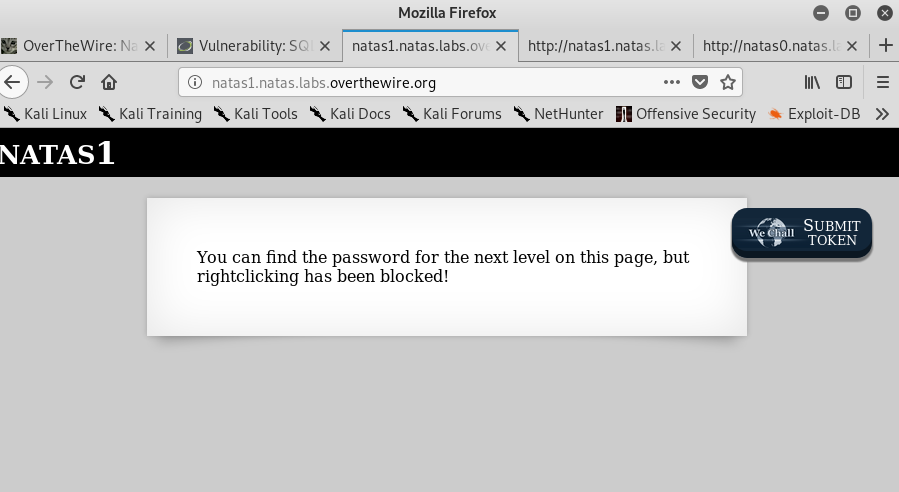 Mozilla Firefox
OverTheWire: Na
Vulnerability: SQ
natas1.natas.labs.ov
http://natas1.natas.la
http://natas0.natas.la
natas1.natas.labs.overthewire.org
Kali Linux
Kali Training
Kali Tools
Kali Docs
Kali Forums
NetHunter
Offensive Security
Exploit-DB
NATAS1
You can find the password for the next level on this page, but
rightclicking has been blocked!
We Chall
SUBMIT
TOKEN